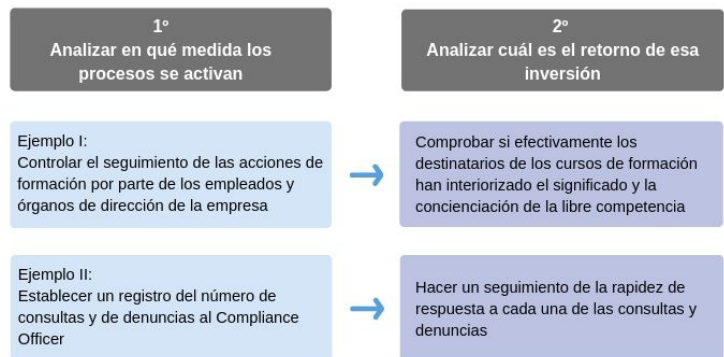 1º
Analizar en qué medida los
procesos se activan
2º
Analizar cuál es el retorno de esa
inversión
Ejemplo I:
Controlar el seguimiento de las acciones de
formación por parte de los empleados y
órganos de dirección de la empresa
Comprobar si efectivamente los
destinatarios de los cursos de formación
han interiorizado el significado y la
concienciación de la libre competencia
Ejemplo II:
Establecer un registro del número de
consultas y de denuncias al Compliance
Officer
Hacer un seguimiento de la rapidez de
respuesta a cada una de las consultas y
denuncias